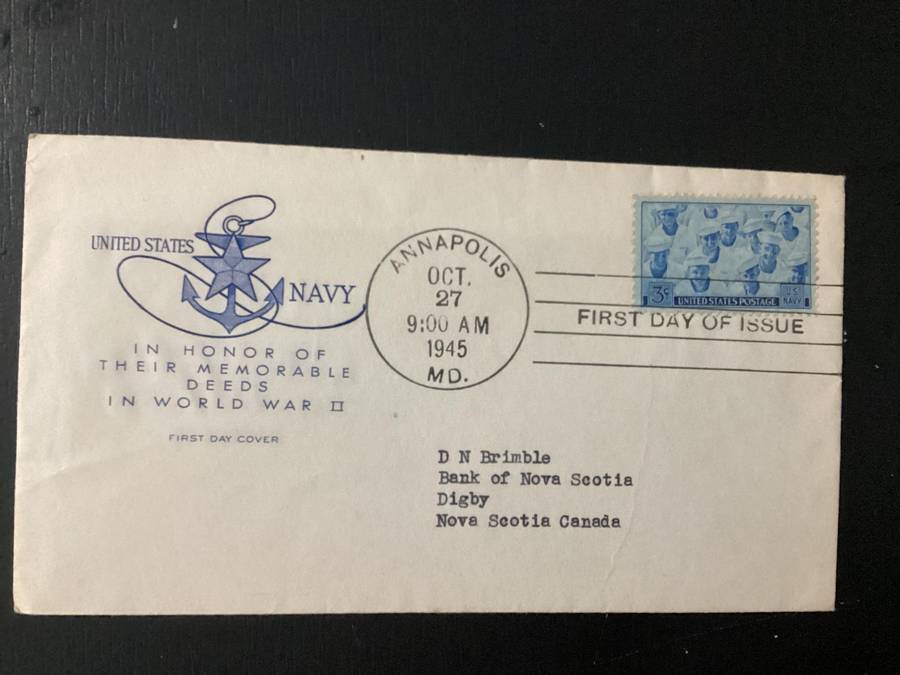 UNITED STATES
NAVY
IN HONOR OF
THEIR MEMORABLE
DEEDS
IN WORLD WAR II
FIRST DAY COVER
ANNAPOLIS
OCT.
27
9:00 AM
1945
MD.
3¢
UNITED STATES POSTAGE
U.S.
NAVY
FIRST DAY OF ISSUE
D N Brimble
Bank of Nova Scotia
Digby
Nova Scotia Canada